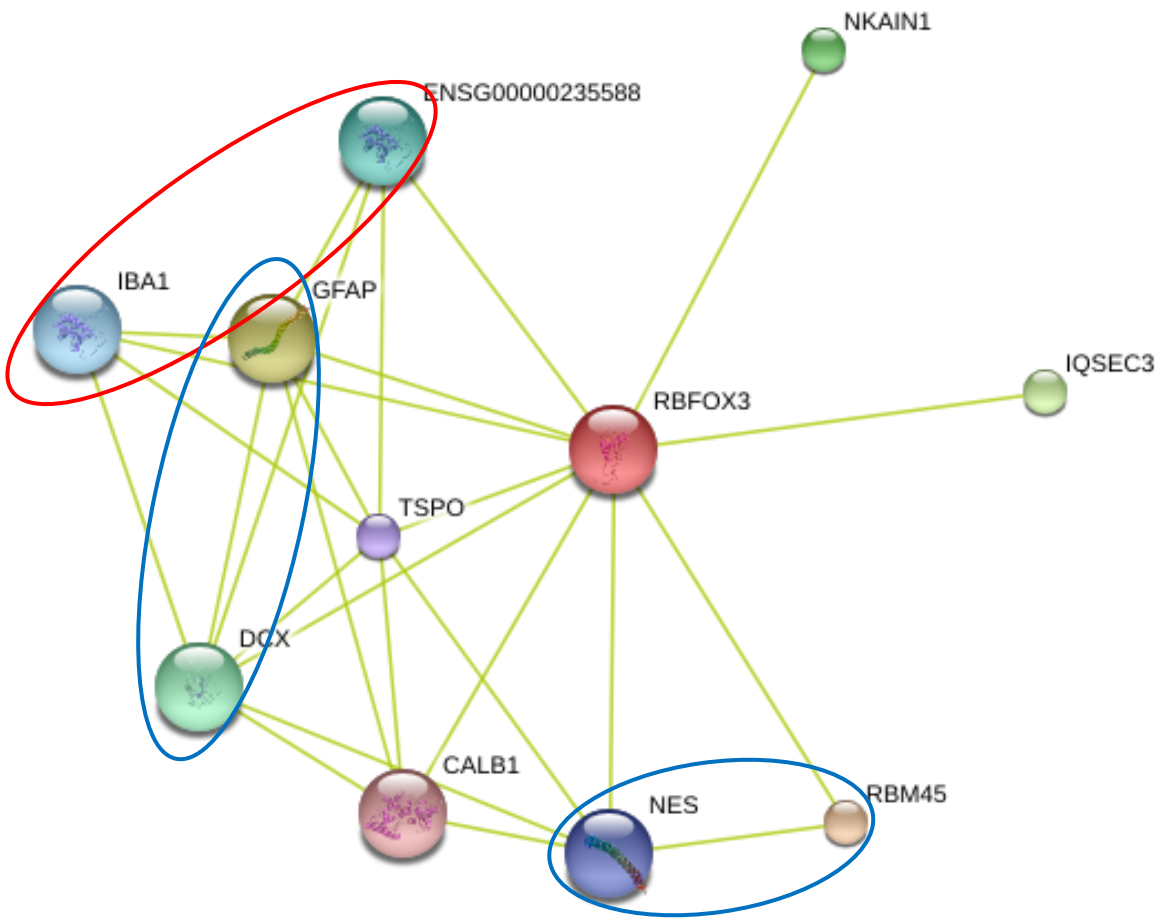 NKAIN1
ENSG00000235588
IBA1
GFAP
IQSEC3
RBFOX3
TSPO
DCX
CALB1
NES
RBM45